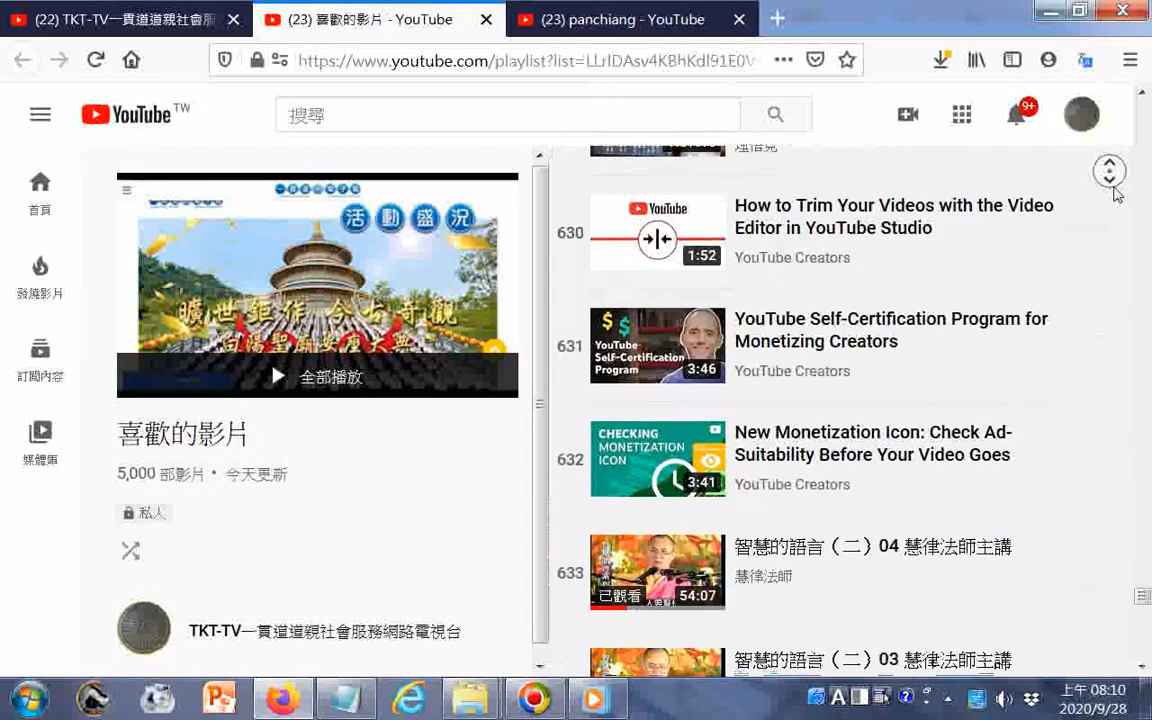 (22) TKT-TV一貫道道親社會服
(23) 喜歡的影片 - YouTube
(23) panchiang - YouTube
https://www.youtube.com/playlist?list=LLrlDAsv4KBhKdl91E0V
YouTube TW
搜尋
9+
首頁
發燒影片
訂閱內容
媒體庫
活動盛況
曠世鉅作 今古奇觀
全部播放
喜歡的影片
5,000 部影片 • 今天更新
私人
TKT-TV一貫道道親社會服務網路電視台
630
YouTube
1:52
How to Trim Your Videos with the Video
Editor in YouTube Studio
YouTube Creators
631
YouTube
Self-Certification
Program
3:46
YouTube Self-Certification Program for
Monetizing Creators
YouTube Creators
632
CHECKING
MONETIZATION
ICON
3:41
New Monetization Icon: Check Ad-
Suitability Before Your Video Goes
YouTube Creators
633
已觀看
54:07
智慧的語言（二）04 慧律法師主講
慧律法師
智慧的語言（二）03 慧律法師主講
上午 08:10
2020/9/28